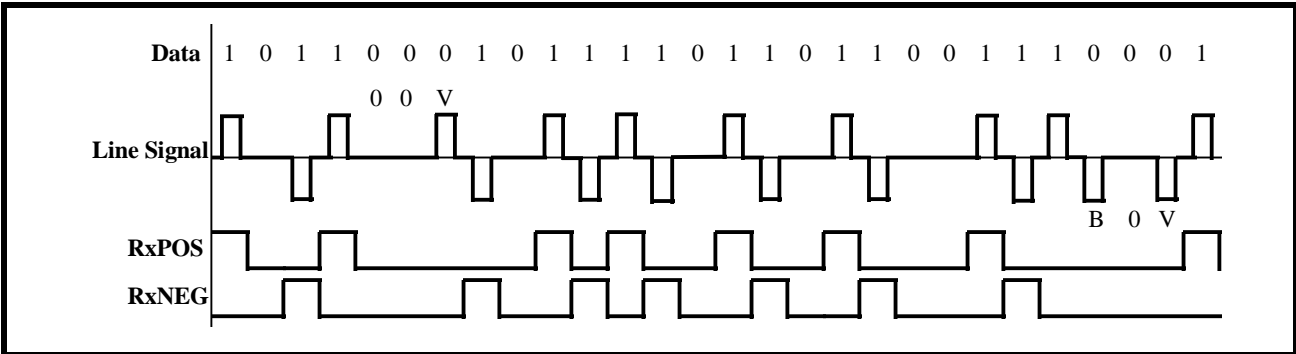 Data 1 0 1 1 0 0 0 1 0 1 1 1 1 0 1 1 0 1 1 0 0 1 1 1 0 0 0 1
0 0 V
Line Signal
B 0 V
RxPOS
RxNEG